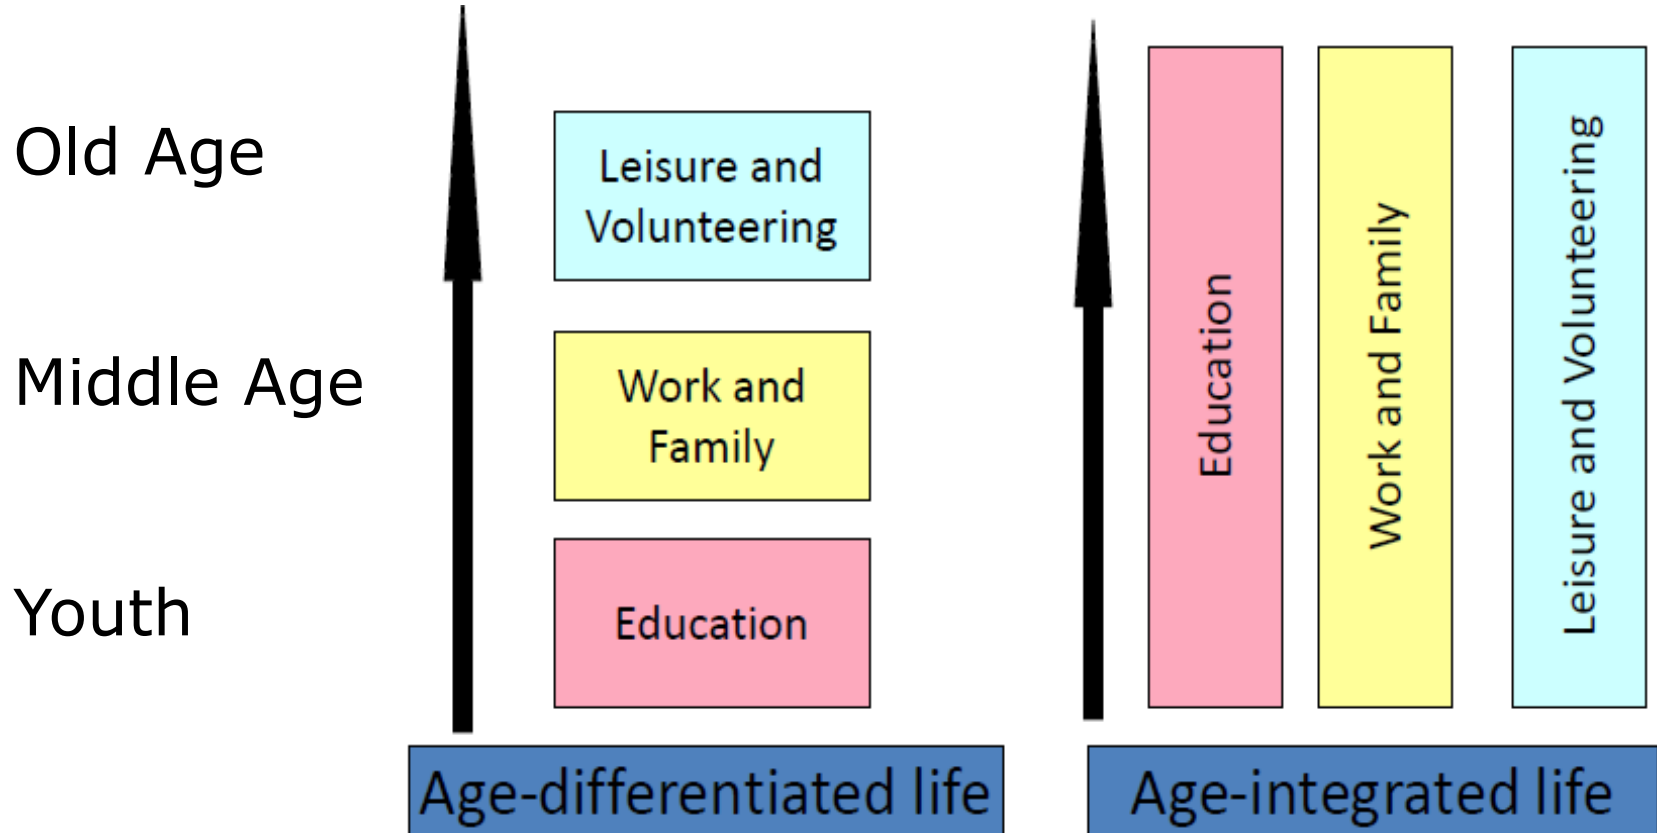 Old Age
Middle Age
Youth
Leisure and
Volunteering
Work and
Family
Education
Age-differentiated life
Education
Work and Family
Leisure and Volunteering
Age-integrated life